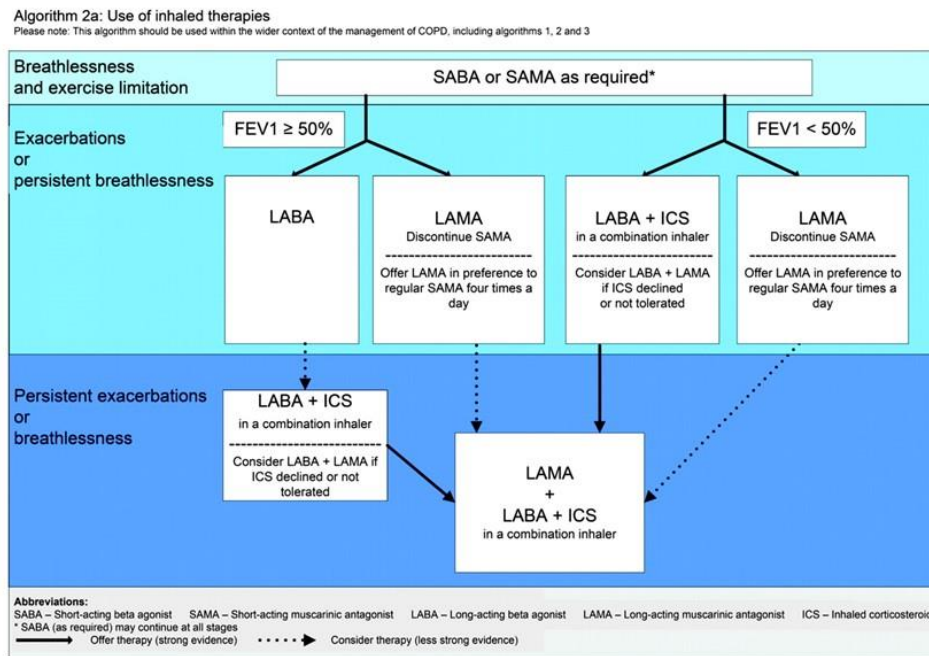 Algorithm 2a: Use of inhaled therapies
Please note: This algorithm should be used within the wider context of the management of COPD, including algorithms 1, 2 and 3
Breathlessness
and exercise limitation
SABA or SAMA as required*
Exacerbations
or
persistent breathlessness
FEV1 ≥ 50%
FEV1 < 50%
LABA
LAMA
Discontinue SAMA
Offer LAMA in preference to
regular SAMA four times a
day
LABA + ICS
in a combination inhaler
Consider LABA + LAMA
if ICS declined
or not tolerated
LAMA
Discontinue SAMA
Offer LAMA in preference to
regular SAMA four times a
day
Persistent exacerbations
or
breathlessness
LABA + ICS
in a combination inhaler
Consider LABA + LAMA if
ICS declined or not
tolerated
LAMA
+
LABA + ICS
in a combination inhaler
Abbreviations:
SABA – Short-acting beta agonist SAMA – Short-acting muscarinic antagonist LABA – Long-acting beta agonist LAMA – Long-acting muscarinic antagonist ICS – Inhaled corticosteroid
* SABA (as required) may continue at all stages
Offer therapy (strong evidence) Consider therapy (less strong evidence)